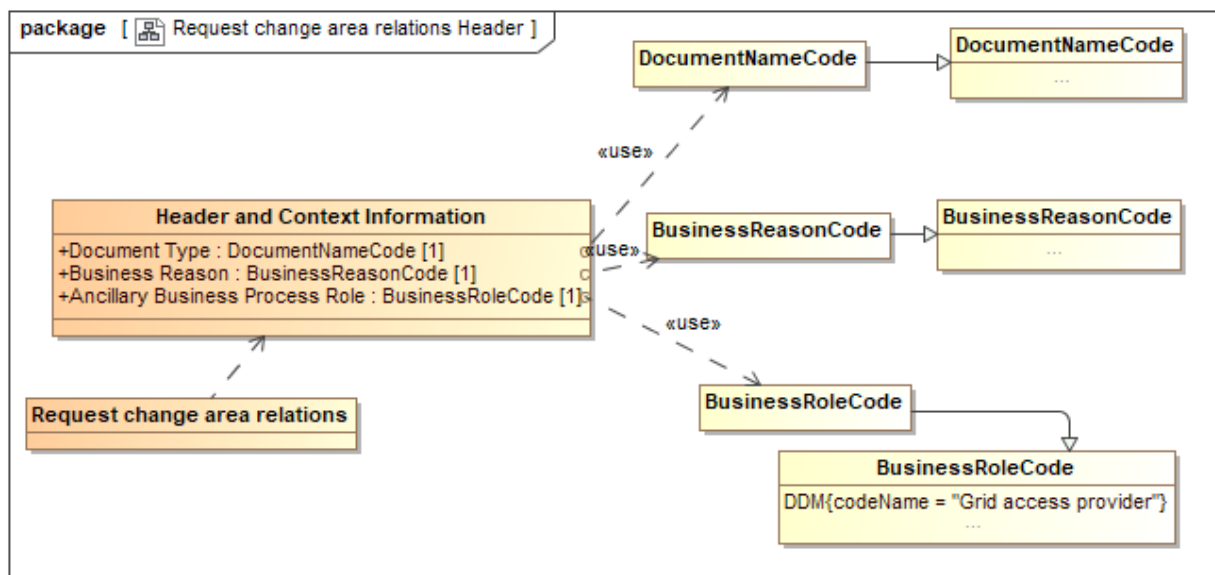 package [ Request change area relations Header ]
DocumentNameCode
DocumentNameCode
...
«use»
Header and Context Information
+Document Type : DocumentNameCode [1]
+Business Reason : BusinessReasonCode [1]
+Ancillary Business Process Role : BusinessRoleCode [1]
«use»
BusinessReasonCode
BusinessReasonCode
...
«use»
Request change area relations
BusinessRoleCode
BusinessRoleCode
DDM{codeName = "Grid access provider"}
...